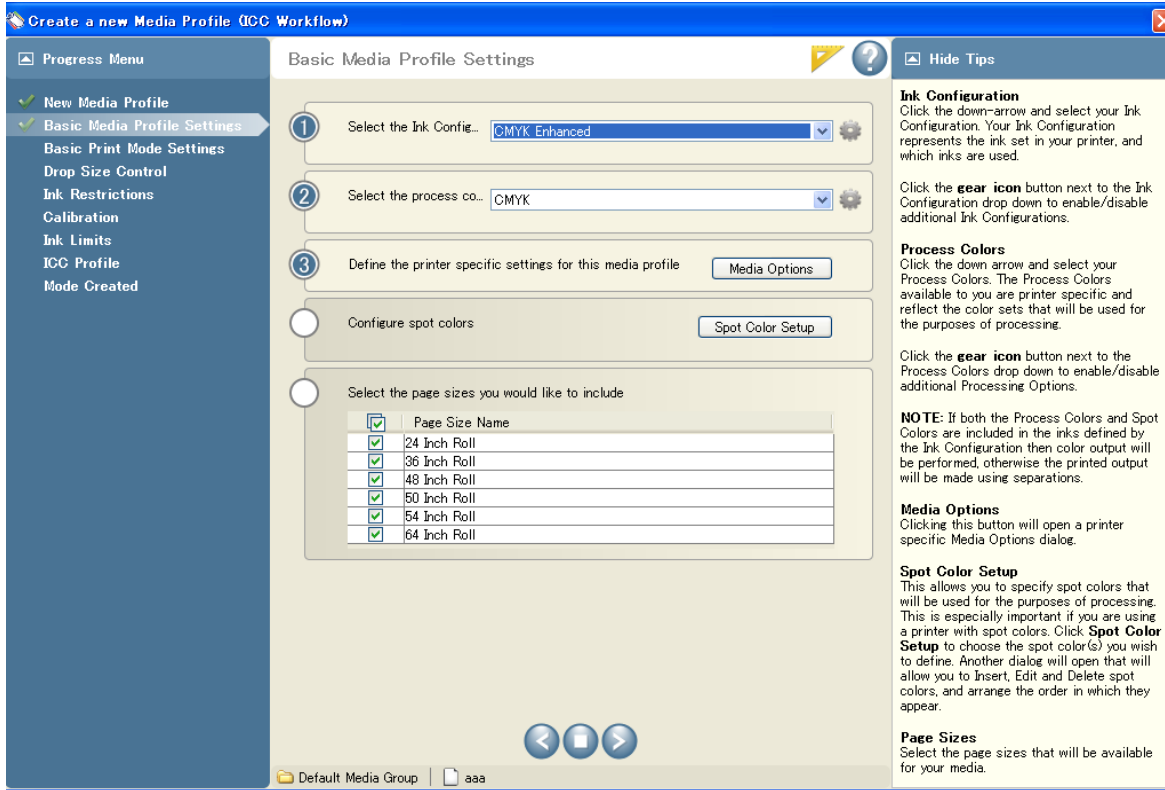 Create a new Media Profile (ICC Workflow)
Progress Menu
New Media Profile
Basic Media Profile Settings
Basic Print Mode Settings
Drop Size Control
Ink Restrictions
Calibration
Ink Limits
ICC Profile
Mode Created
Basic Media Profile Settings
?
1
Select the Ink Config...
CMYK Enhanced
2
Select the process co...
CMYK
3
Define the printer specific settings for this media profile
Media Options
Configure spot colors
Spot Color Setup
Select the page sizes you would like to include
Page Size Name
24 Inch Roll
36 Inch Roll
48 Inch Roll
50 Inch Roll
54 Inch Roll
64 Inch Roll
Default Media Group
aaa
Hide Tips
Ink Configuration
Click the down-arrow and select your Ink
Configuration. Your Ink Configuration
represents the ink set in your printer, and
which inks are used.
Click the gear icon button next to the Ink
Configuration drop down to enable/disable
additional Ink Configurations.
Process Colors
Click the down arrow and select your
Process Colors. The Process Colors
available to you are printer specific and
reflect the color sets that will be used for
the purposes of processing.
Click the gear icon button next to the
Process Colors drop down to enable/disable
additional Processing Options.
NOTE: If both the Process Colors and Spot
Colors are included in the inks defined by
the Ink Configuration then color output will
be performed, otherwise the printed output
will be made using separations.
Media Options
Clicking this button will open a printer
specific Media Options dialog.
Spot Color Setup
This allows you to specify spot colors that
will be used for the purposes of processing.
This is especially important if you are using
a printer with spot colors. Click Spot Color
Setup to choose the spot color(s) you wish
to define. Another dialog will open that will
allow you to Insert, Edit and Delete spot
colors, and arrange the order in which they
appear.
Page Sizes
Select the page sizes that will be available
for your media.